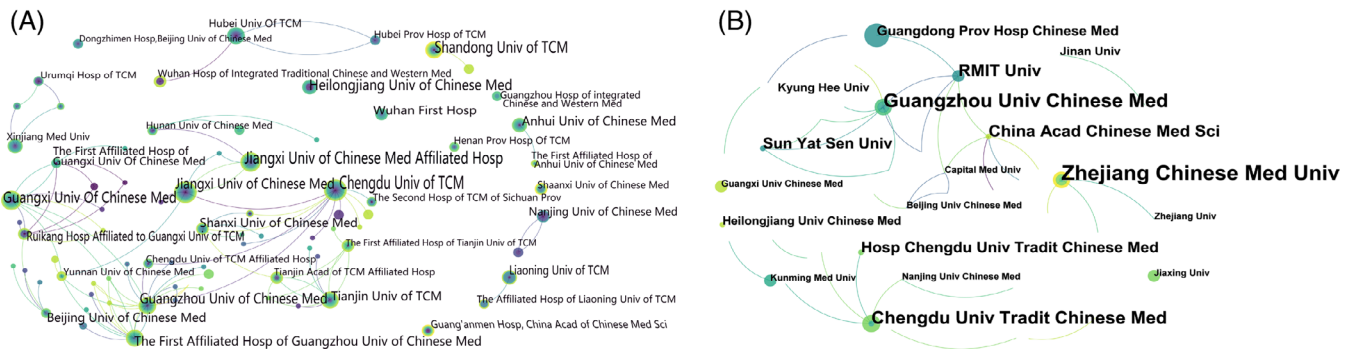 (A)
Hubei Univ Of TCM
Dongzhimen Hosp,Beijing Univ of Chinese Med
Hubei Prov Hosp of TCM
Shandong Univ of TCM
Urumqi Hosp of TCM
Wuhan Hosp of Integrated Traditional Chinese and Western Med
Heilongjiang Univ of Chinese Med
Guangzhou Hosp of integrated
Chinese and Western Med
Wuhan First Hosp
Anhui Univ of Chinese Med
Hunan Univ of Chinese Med
Xinjiang Med Univ
Henan Prov Hosp Of TCM
The First Affiliated Hosp of
Guangxi Univ Of Chinese Med
Jiangxi Univ of Chinese Med Affiliated Hosp
The First Affiliated Hosp of
Anhui Univ of Chinese Med
Jiangxi Univ of Chinese Med
Chengdu Univ of TCM
Shaanxi Univ of Chinese Med
Guangxi Univ Of Chinese Med
The Second Hosp of TCM of Sichuan Prov
Nanjing Univ of Chinese Med
Shanxi Univ of Chinese Med
Ruikang Hosp Affiliated to Guangxi Univ of TCM
The First Affiliated Hosp of Tianjin Univ of TCM
Chengdu Univ of TCM Affiliated Hosp
Yunnan Univ of Chinese Med
Tianjin Acad of TCM Affiliated Hosp
Liaoning Univ of TCM
Guangzhou Univ of Chinese Med
Tianjin Univ of TCM
The Affiliated Hosp of Liaoning Univ of TCM
Beijing Univ of Chinese Med
Guang'anmen Hosp, China Acad of Chinese Med Sci
The First Affiliated Hosp of Guangzhou Univ of Chinese Med
(B)
Guangdong Prov Hosp Chinese Med
Jinan Univ
RMIT Univ
Kyung Hee Univ
Guangzhou Univ Chinese Med
China Acad Chinese Med Sci
Sun Yat Sen Univ
Capital Med Univ
Zhejiang Chinese Med Univ
Guangxi Univ Chinese Med
Beijing Univ Chinese Med
Zhejiang Univ
Heilongjiang Univ Chinese Med
Hosp Chengdu Univ Tradit Chinese Med
Kunming Med Univ
Nanjing Univ Chinese Med
Jiaxing Univ
Chengdu Univ Tradit Chinese Med